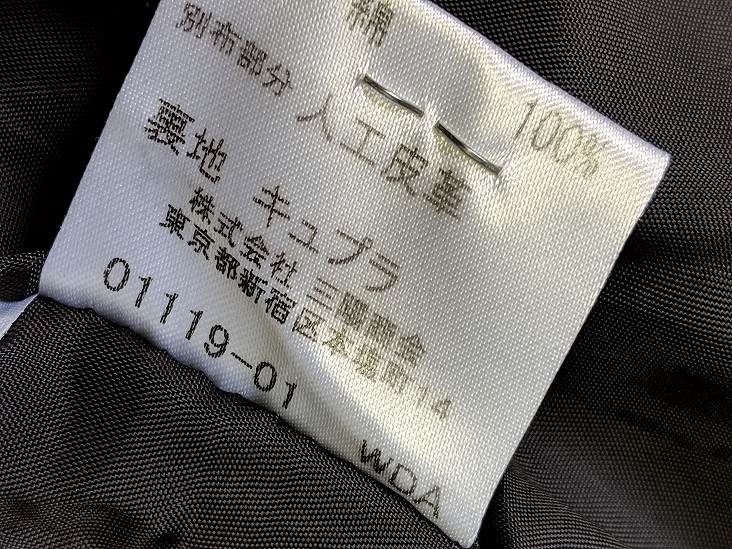 綿 100%
別布部分 人工皮革
裏地 キュプラ
株式会社 三陽商会
東京都新宿区本塩町14
01119-01 WDA